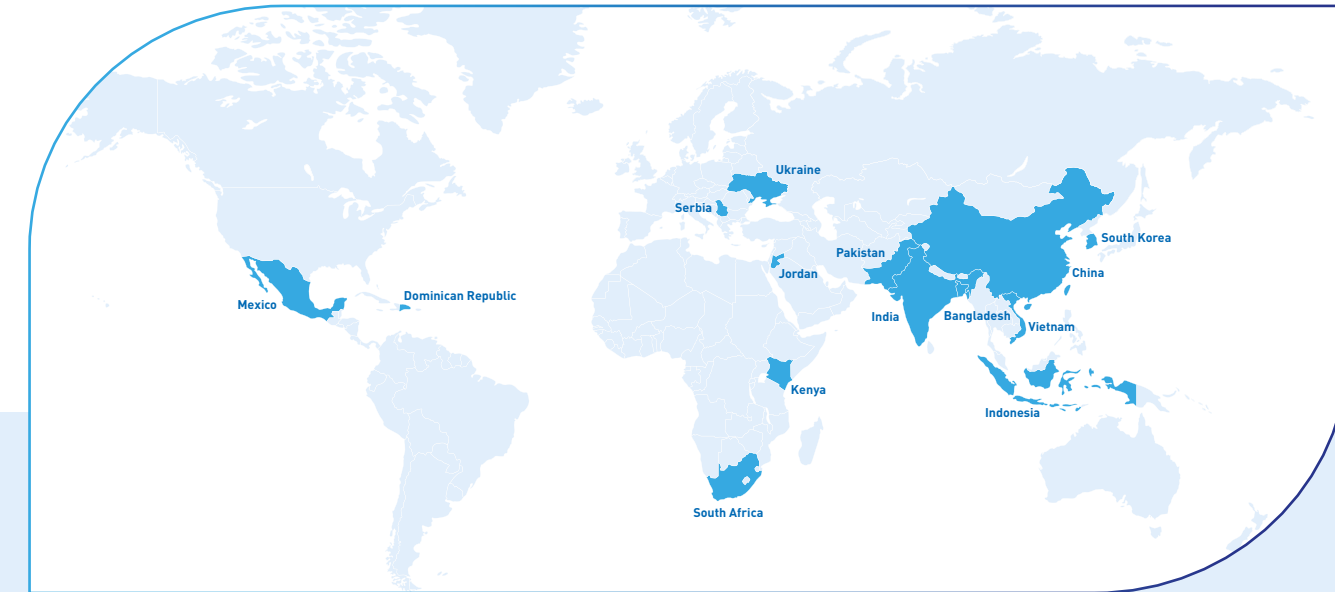 Ukraine
Serbia
South Korea
Pakistan
Jordan
China
Dominican Republic
Mexico
India
Bangladesh
Vietnam
Kenya
Indonesia
South Africa